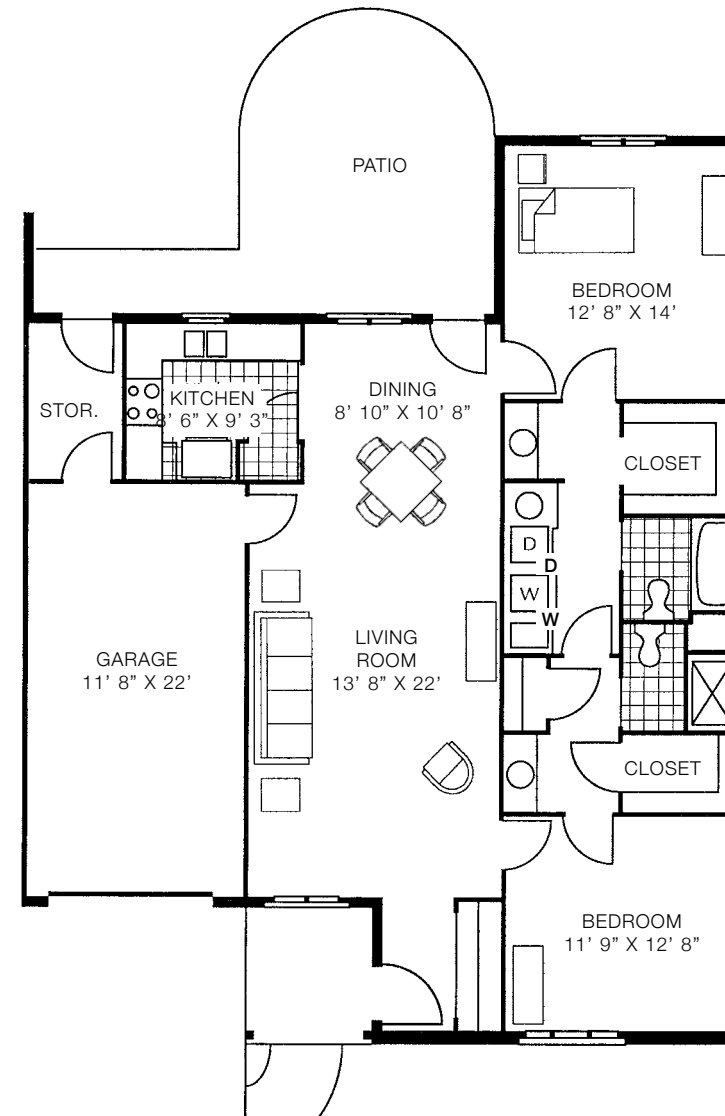 PATIO
BEDROOM
12’ 8” X 14’
STOR.
KITCHEN
8’ 6” X 9’ 3”
DINING
8’ 10” X 10’ 8”
CLOSET
D
D
W
W
GARAGE
11’ 8” X 22’
LIVING
ROOM
13’ 8” X 22’
CLOSET
BEDROOM
11’ 9” X 12’ 8”